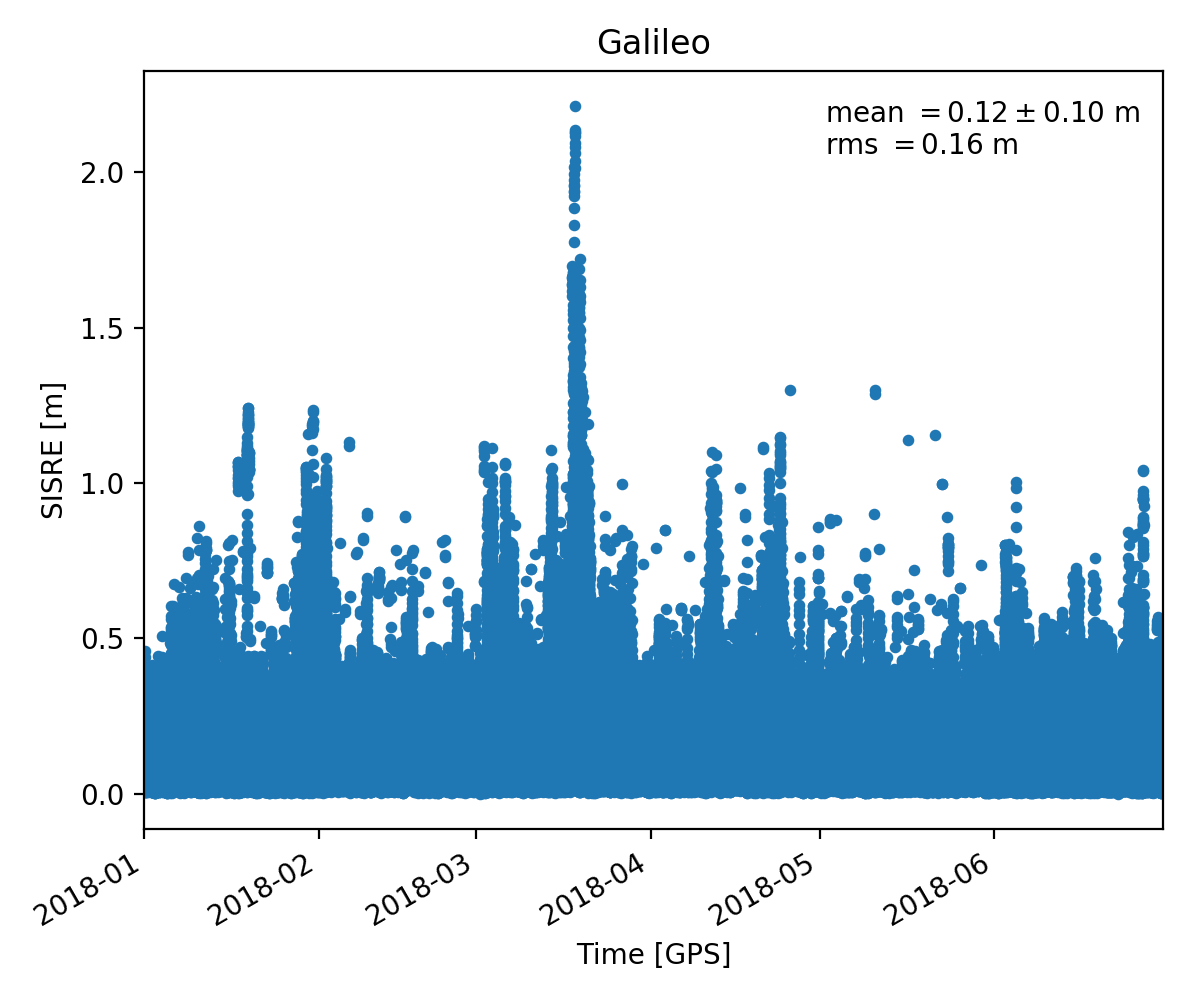 Galileo
mean = 0.12 ± 0.10 m
rms = 0.16 m
2.0
1.5
1.0
0.5
0.0
SISRE [m]
2018-01
2018-02
2018-03
2018-04
2018-05
2018-06
Time [GPS]